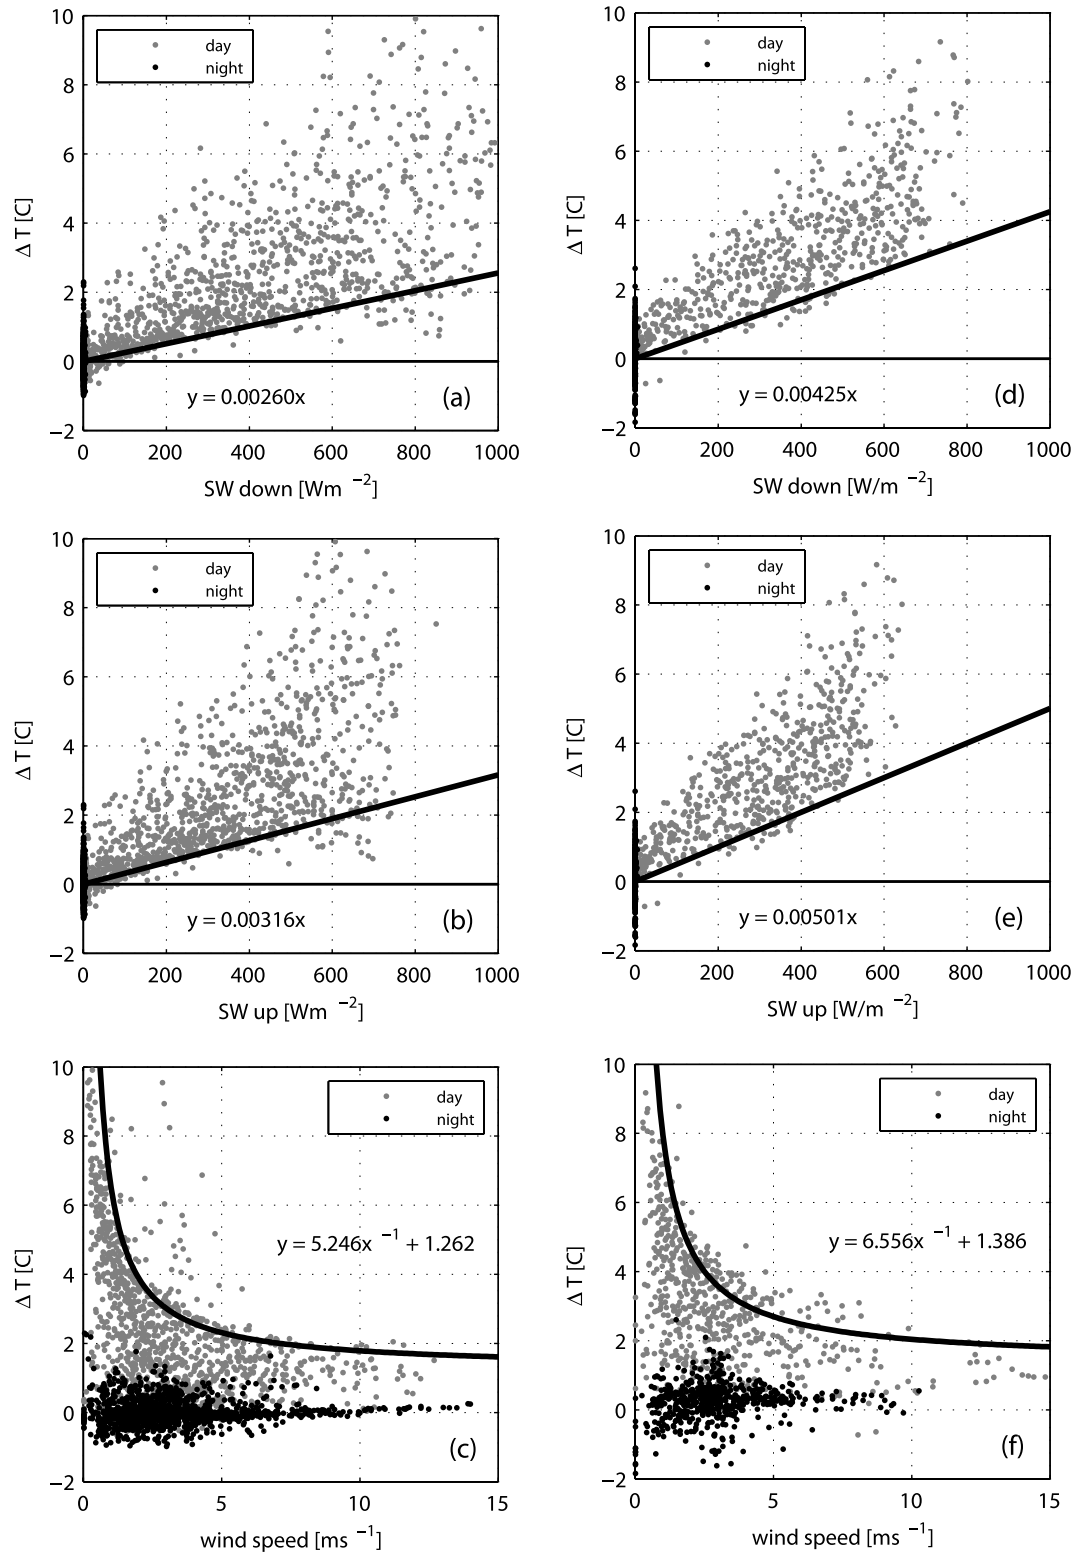 10
8
6
4
2
0
−2
Δ T [C]
day
night
y = 0.00260x
(a)
0 200 400 600 800 1000
SW down [Wm −2]
10
8
6
4
2
0
−2
Δ T [C]
day
night
y = 0.00425x
(d)
0 200 400 600 800 1000
SW down [W/m −2]
10
8
6
4
2
0
−2
Δ T [C]
day
night
y = 0.00316x
(b)
0 200 400 600 800 1000
SW up [Wm −2]
10
8
6
4
2
0
−2
Δ T [C]
day
night
y = 0.00501x
(e)
0 200 400 600 800 1000
SW up [W/m −2]
10
8
6
4
2
0
−2
Δ T [C]
day
night
y = 5.246x −1 + 1.262
(c)
0 5 10 15
wind speed [ms −1]
10
8
6
4
2
0
−2
Δ T [C]
day
night
y = 6.556x −1 + 1.386
(f)
0 5 10 15
wind speed [ms −1]